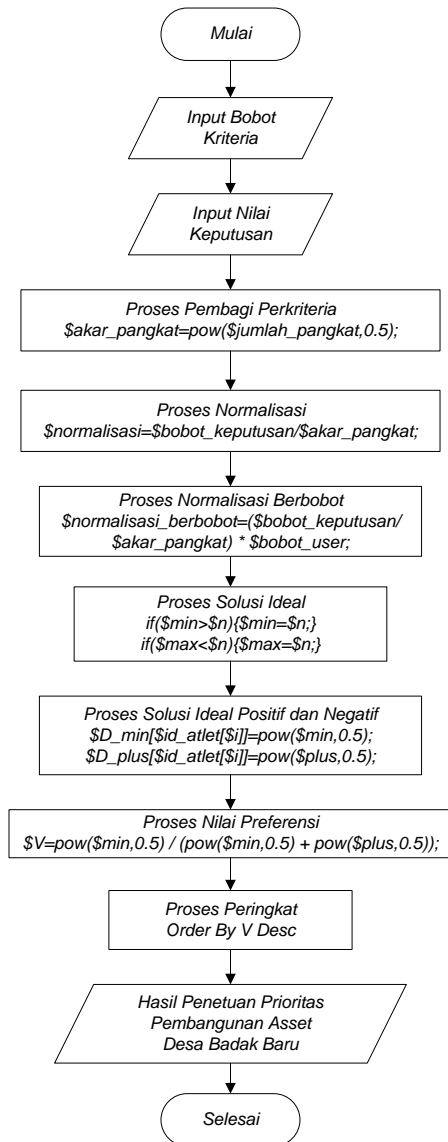 Mulai
Input Bobot
Kriteria
Input Nilai
Keputusan
Proses Pembagi Perkriteria
$akar_pangkat=pow($jumlah_pangkat,0.5);
Proses Normalisasi
$normalisasi=$bobot_keputusan/$akar_pangkat;
Proses Normalisasi Berbobot
$normalisasi_berbobot=($bobot_keputusan/
$akar_pangkat) * $bobot_user;
Proses Solusi Ideal
if($min>$n){$min=$n;}
if($max<$n){$max=$n;}
Proses Solusi Ideal Positif dan Negatif
$D_min[$id_atlet[$i]]=pow($min,0.5);
$D_plus[$id_atlet[$i]]=pow($plus,0.5);
Proses Nilai Preferensi
$V=pow($min,0.5) / (pow($min,0.5) + pow($plus,0.5));
Proses Peringkat
Order By V Desc
Hasil Penetuan Prioritas
Pembangunan Asset
Desa Badak Baru
Selesai